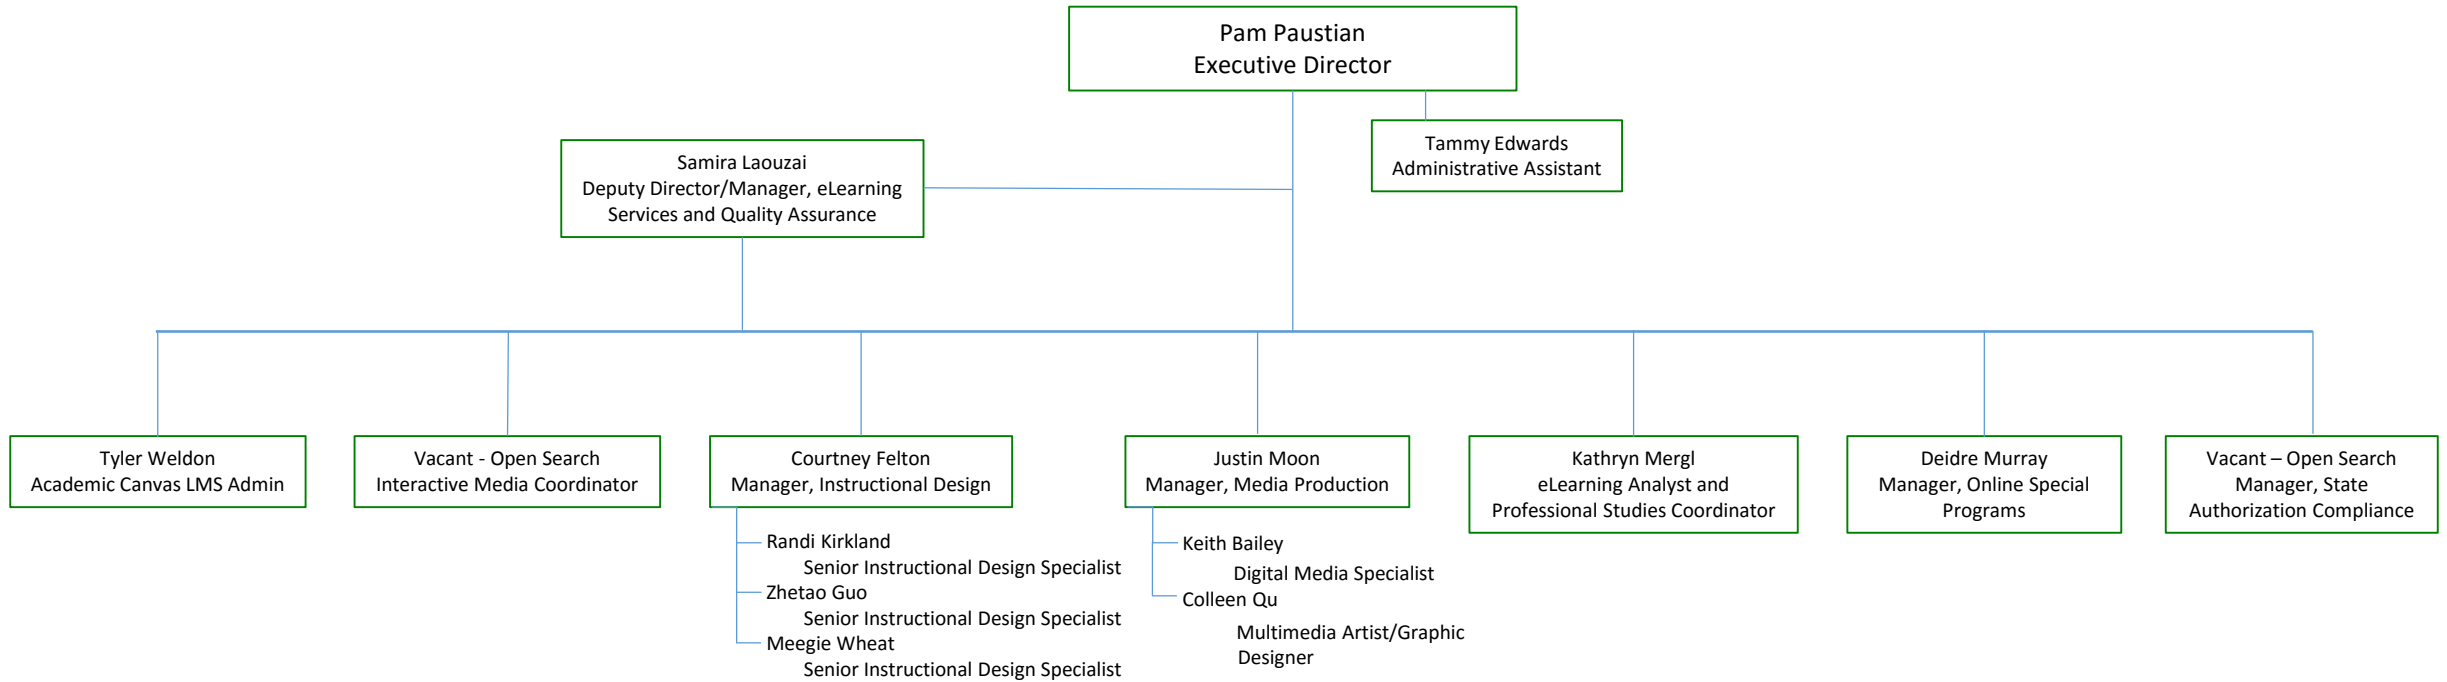 Pam Paustian
Executive Director
Tammy Edwards
Administrative Assistant
Samira Laouzai
Deputy Director/Manager, eLearning
Services and Quality Assurance
Tyler Weldon
Academic Canvas LMS Admin
Vacant - Open Search
Interactive Media Coordinator
Courtney Felton
Manager, Instructional Design
Randi Kirkland
Senior Instructional Design Specialist
Zhetao Guo
Senior Instructional Design Specialist
Meegie Wheat
Senior Instructional Design Specialist
Justin Moon
Manager, Media Production
Keith Bailey
Digital Media Specialist
Colleen Qu
Multimedia Artist/Graphic
Designer
Kathryn Mergl
eLearning Analyst and
Professional Studies Coordinator
Deidre Murray
Manager, Online Special
Programs
Vacant – Open Search
Manager, State
Authorization Compliance